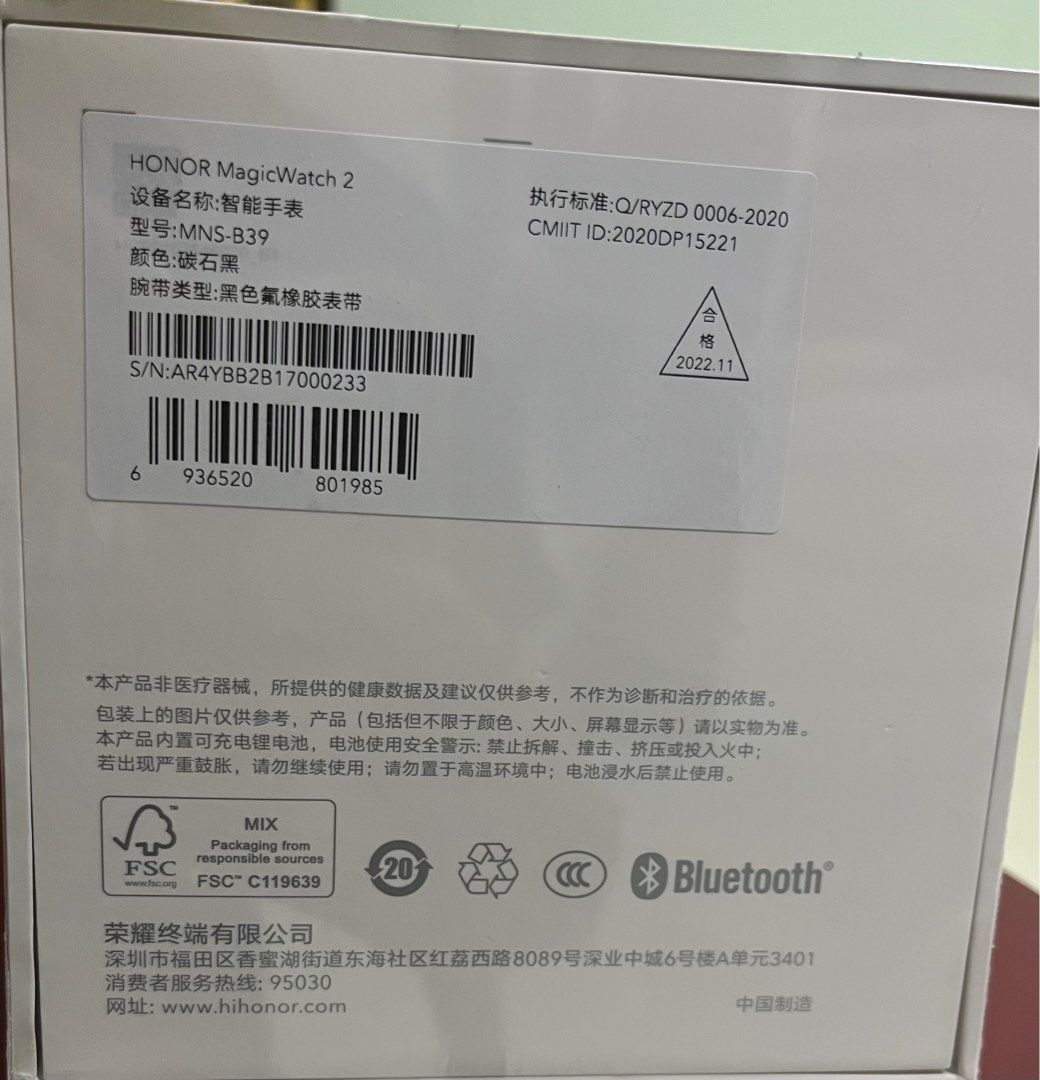 HONOR MagicWatch 2
设备名称:智能手表
型号:MNS-B39
颜色:碳石黑
腕带类型:黑色氟橡胶表带
S/N:AR4YBB2B17000233
6 936520 801985
执行标准:Q/RYZD 0006-2020
CMIIT ID:2020DP15221
合
格
2022.11
*本产品非医疗器械，所提供的健康数据及建议仅供参考，不作为诊断和治疗的依据。
包装上的图片仅供参考，产品（包括但不限于颜色、大小、屏幕显示等）请以实物为准。
本产品内置可充电锂电池，电池使用安全警示: 禁止拆解、撞击、挤压或投入火中；
若出现严重鼓胀，请勿继续使用；请勿置于高温环境中；电池浸水后禁止使用。
FSC
™
www.fsc.org
MIX
Packaging from
responsible sources
FSC™ C119639
20
CCC
Bluetooth®
荣耀终端有限公司
深圳市福田区香蜜湖街道东海社区红荔西路8089号深业中城6号楼A单元3401
消费者服务热线: 95030
网址: www.hihonor.com
中国制造